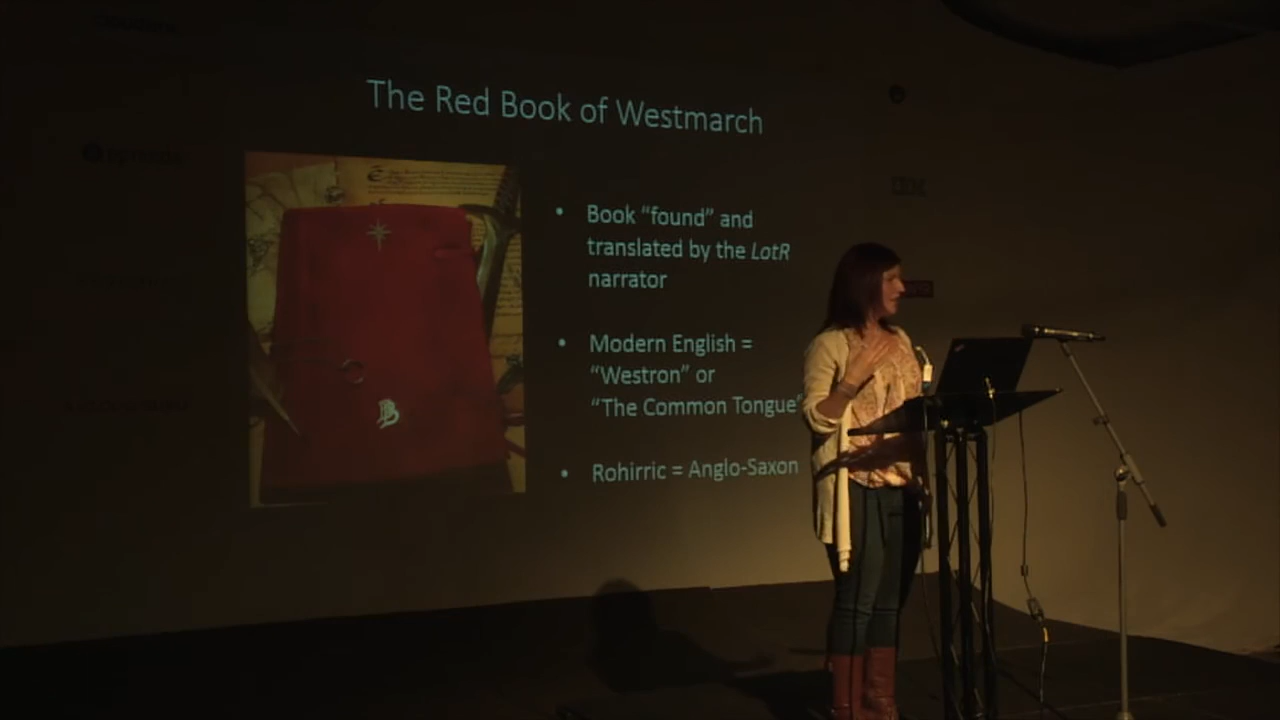 The Red Book of Westmarch
• Book “found” and
translated by the LotR
narrator
• Modern English =
“Westron” or
“The Common Tongue”
• Rohirric = Anglo-Saxon
IBM